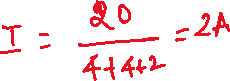 I = 20 / 4+4+2 = 2A